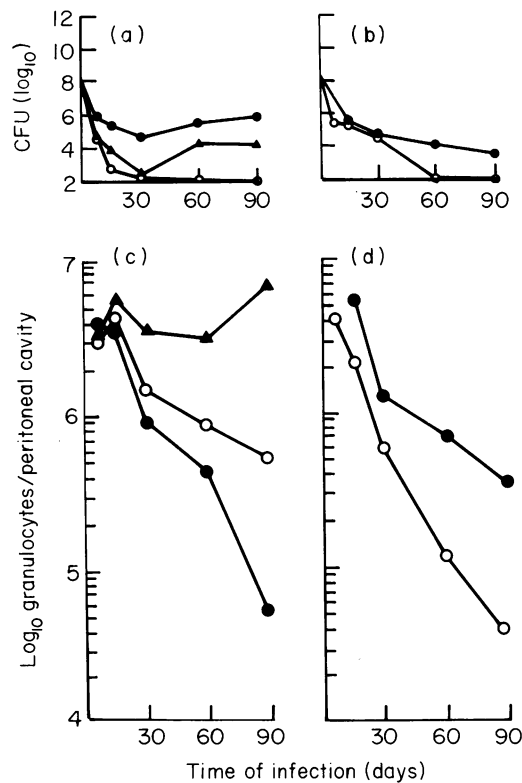 12
10
8
6
4
2
CFU (log10)
(a)
(b)
30 60 90
30 60 90
7
6
5
4
Log10 granulocytes/peritoneal cavity
(c)
(d)
30 60 90
30 60 90
Time of infection (days)